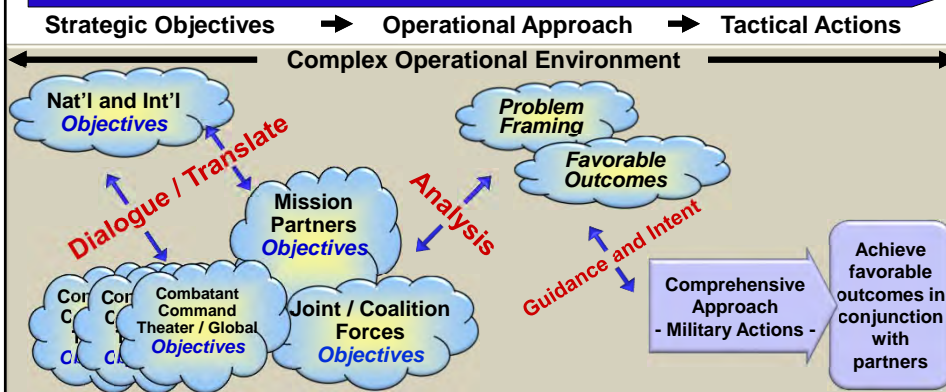 Strategic Objectives Operational Approach Tactical Actions
Complex Operational Environment
Nat'l and Int'l
Objectives
Dialogue / Translate
Mission
Partners
Objectives
Combatant
Command
Theater / Global
Objectives
Joint / Coalition
Forces
Objectives
Analysis
Problem
Framing
Favorable
Outcomes
Guidance and Intent
Comprehensive
Approach
- Military Actions -
Achieve
favorable
outcomes in
conjunction
with
partners